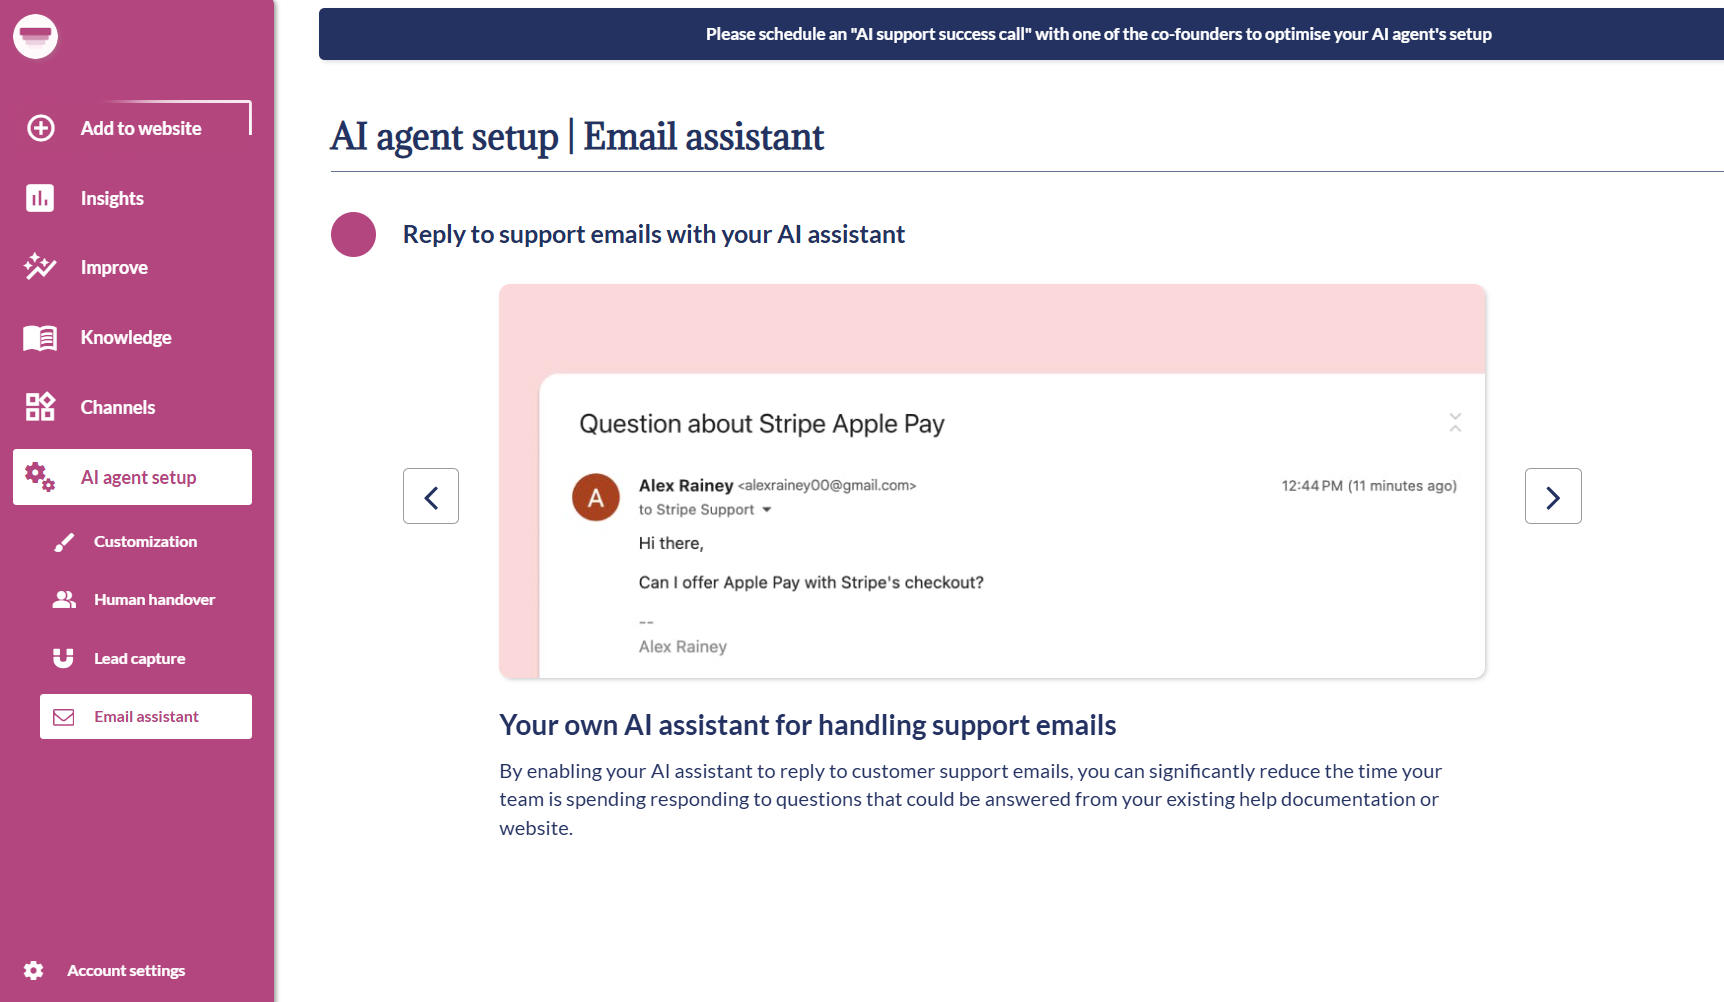 Please schedule an "AI support success call" with one of the co-founders to optimise your AI agent's setup
Add to website
Insights
Improve
Knowledge
Channels
AI agent setup
Customization
Human handover
Lead capture
Email assistant
Account settings
AI agent setup | Email assistant
Reply to support emails with your AI assistant
Question about Stripe Apple Pay
A
Alex Rainey <alexrainey00@gmail.com>
12:44 PM (11 minutes ago)
to Stripe Support
Hi there,
Can I offer Apple Pay with Stripe's checkout?
--
Alex Rainey
Your own AI assistant for handling support emails
By enabling your AI assistant to reply to customer support emails, you can significantly reduce the time your
team is spending responding to questions that could be answered from your existing help documentation or
website.